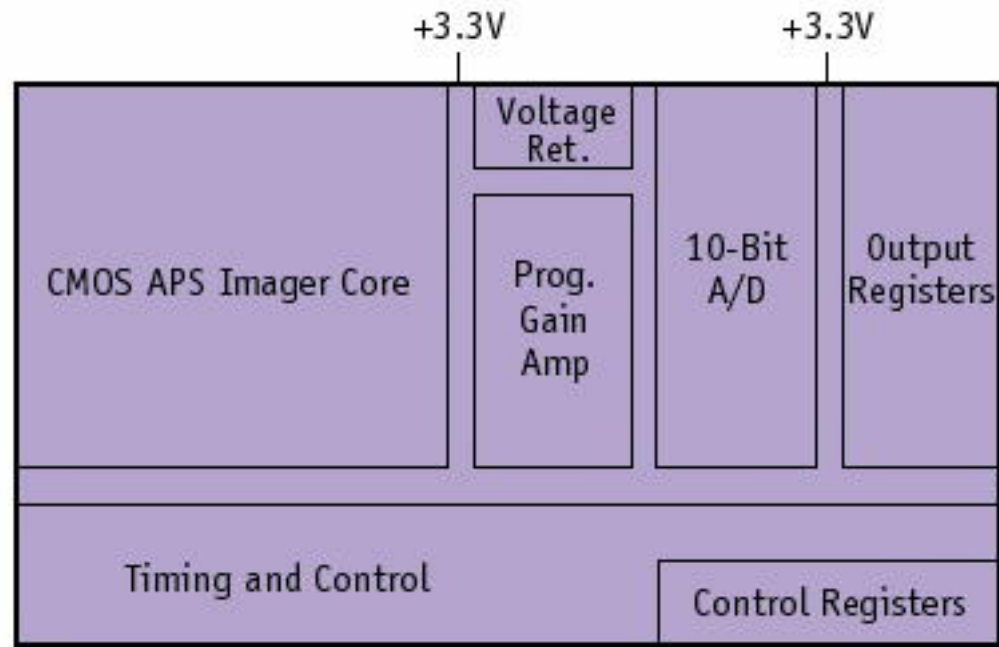 +3.3V
+3.3V
Voltage
Ret.
CMOS APS Imager Core
Prog.
Gain
Amp
10-Bit
A/D
Output
Registers
Timing and Control
Control Registers